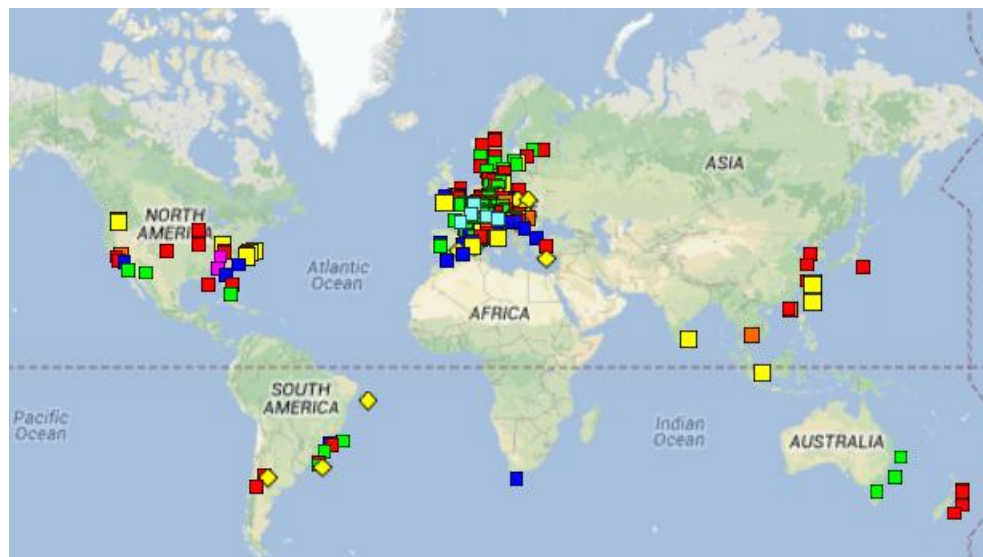 ASIA
NORTH
AMERICA
Atlantic
Ocean
AFRICA
SOUTH
AMERICA
Pacific
Ocean
Indian
Ocean
AUSTRALIA